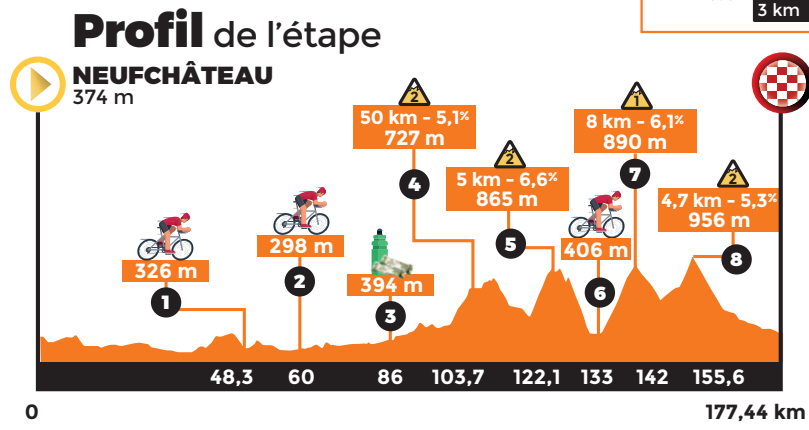 3 km
Profil de l'étape
NEUFCHÂTEAU
374 m
2
50 km - 5,1%
727 m
4
2
5 km - 6,6%
865 m
5
1
8 km - 6,1%
890 m
7
2
4,7 km - 5,3%
956 m
8
326 m
1
298 m
2
394 m
3
406 m
6
48,3 60 86 103,7 122,1 133 142 155,6
0 177,44 km